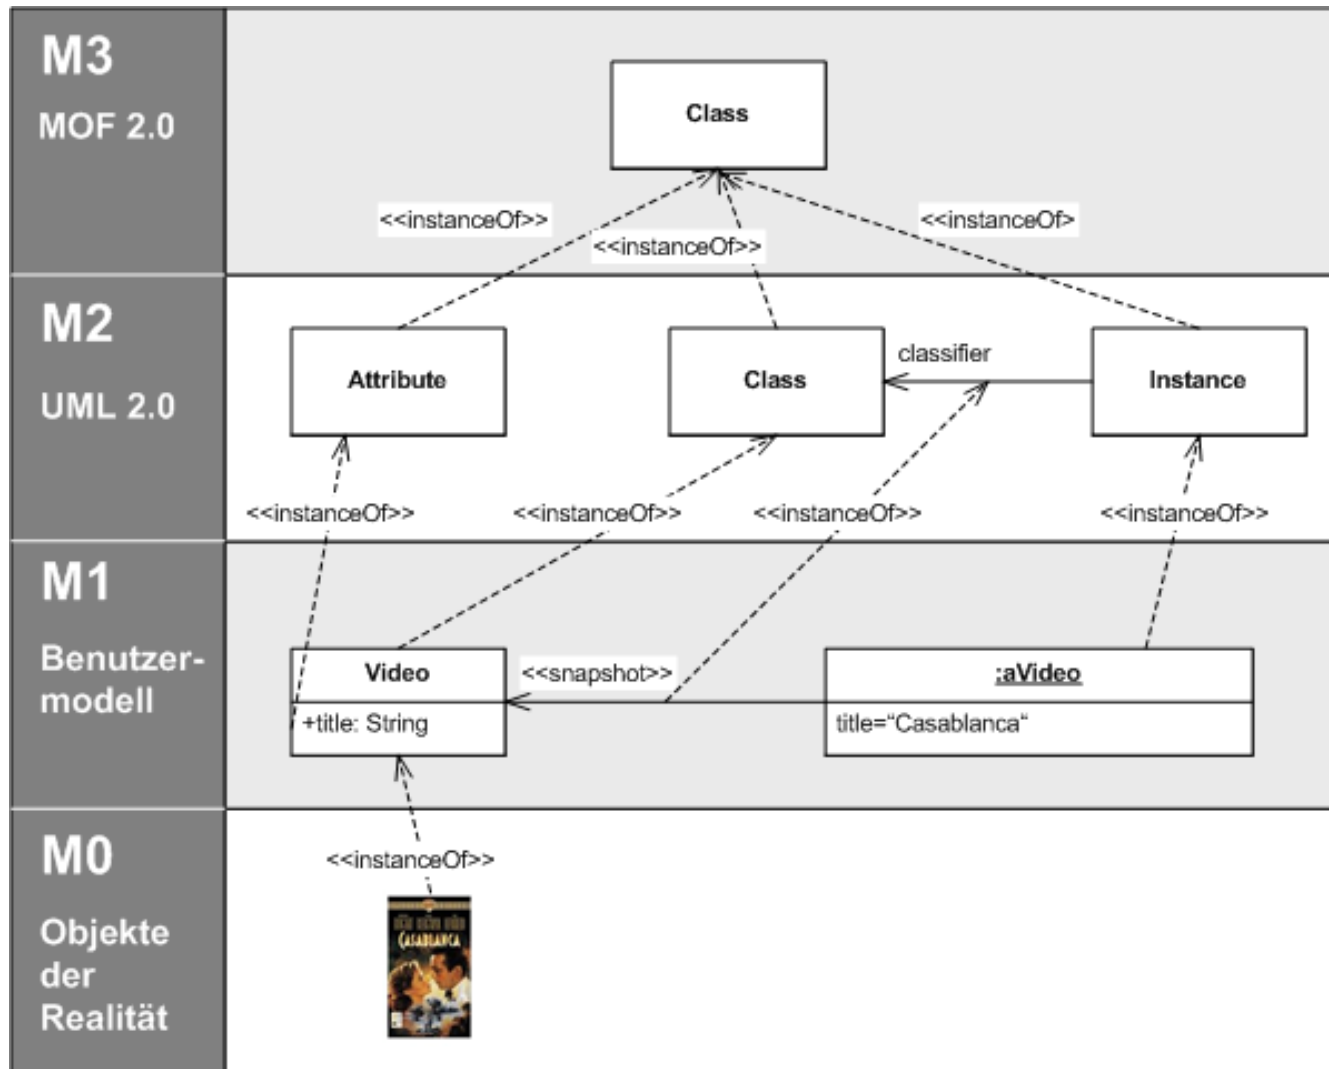 M3
MOF 2.0
Class
<<instanceOf>>
<<instanceOf>>
<<instanceOf>
M2
UML 2.0
Attribute
Class
classifier
Instance
<<instanceOf>>
<<instanceOf>>
<<instanceOf>>
<<instanceOf>>
M1
Benutzer-
modell
Video
+title: String
<<snapshot>>
:aVideo
title=“Casablanca“
M0
Objekte
der
Realität
<<instanceOf>>
CASABLANCA